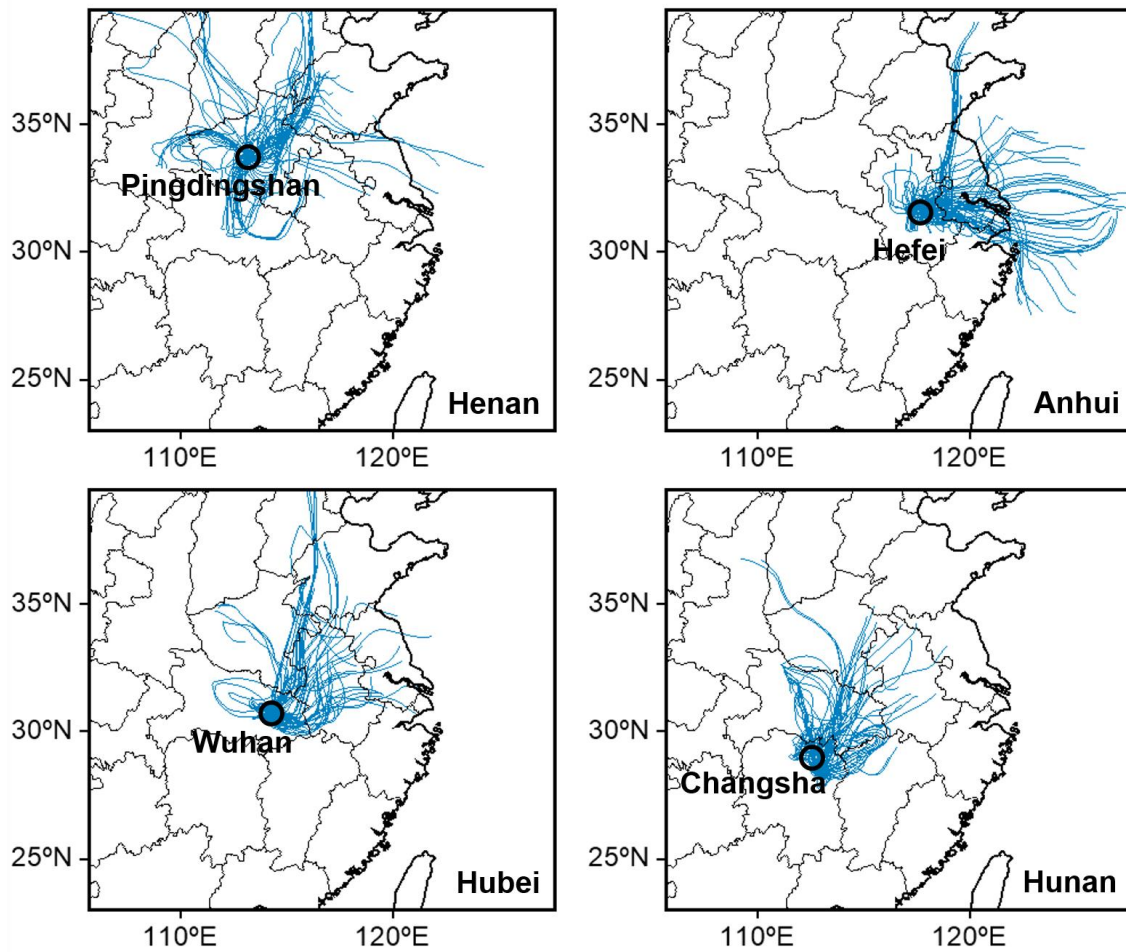 35ºN
30ºN
25ºN
Pingdingshan
Henan
110ºE 120ºE
35ºN
30ºN
25ºN
Hefei
Anhui
110ºE 120ºE
35ºN
30ºN
25ºN
Wuhan
Hubei
110ºE 120ºE
35ºN
30ºN
25ºN
Changsha
Hunan
110ºE 120ºE